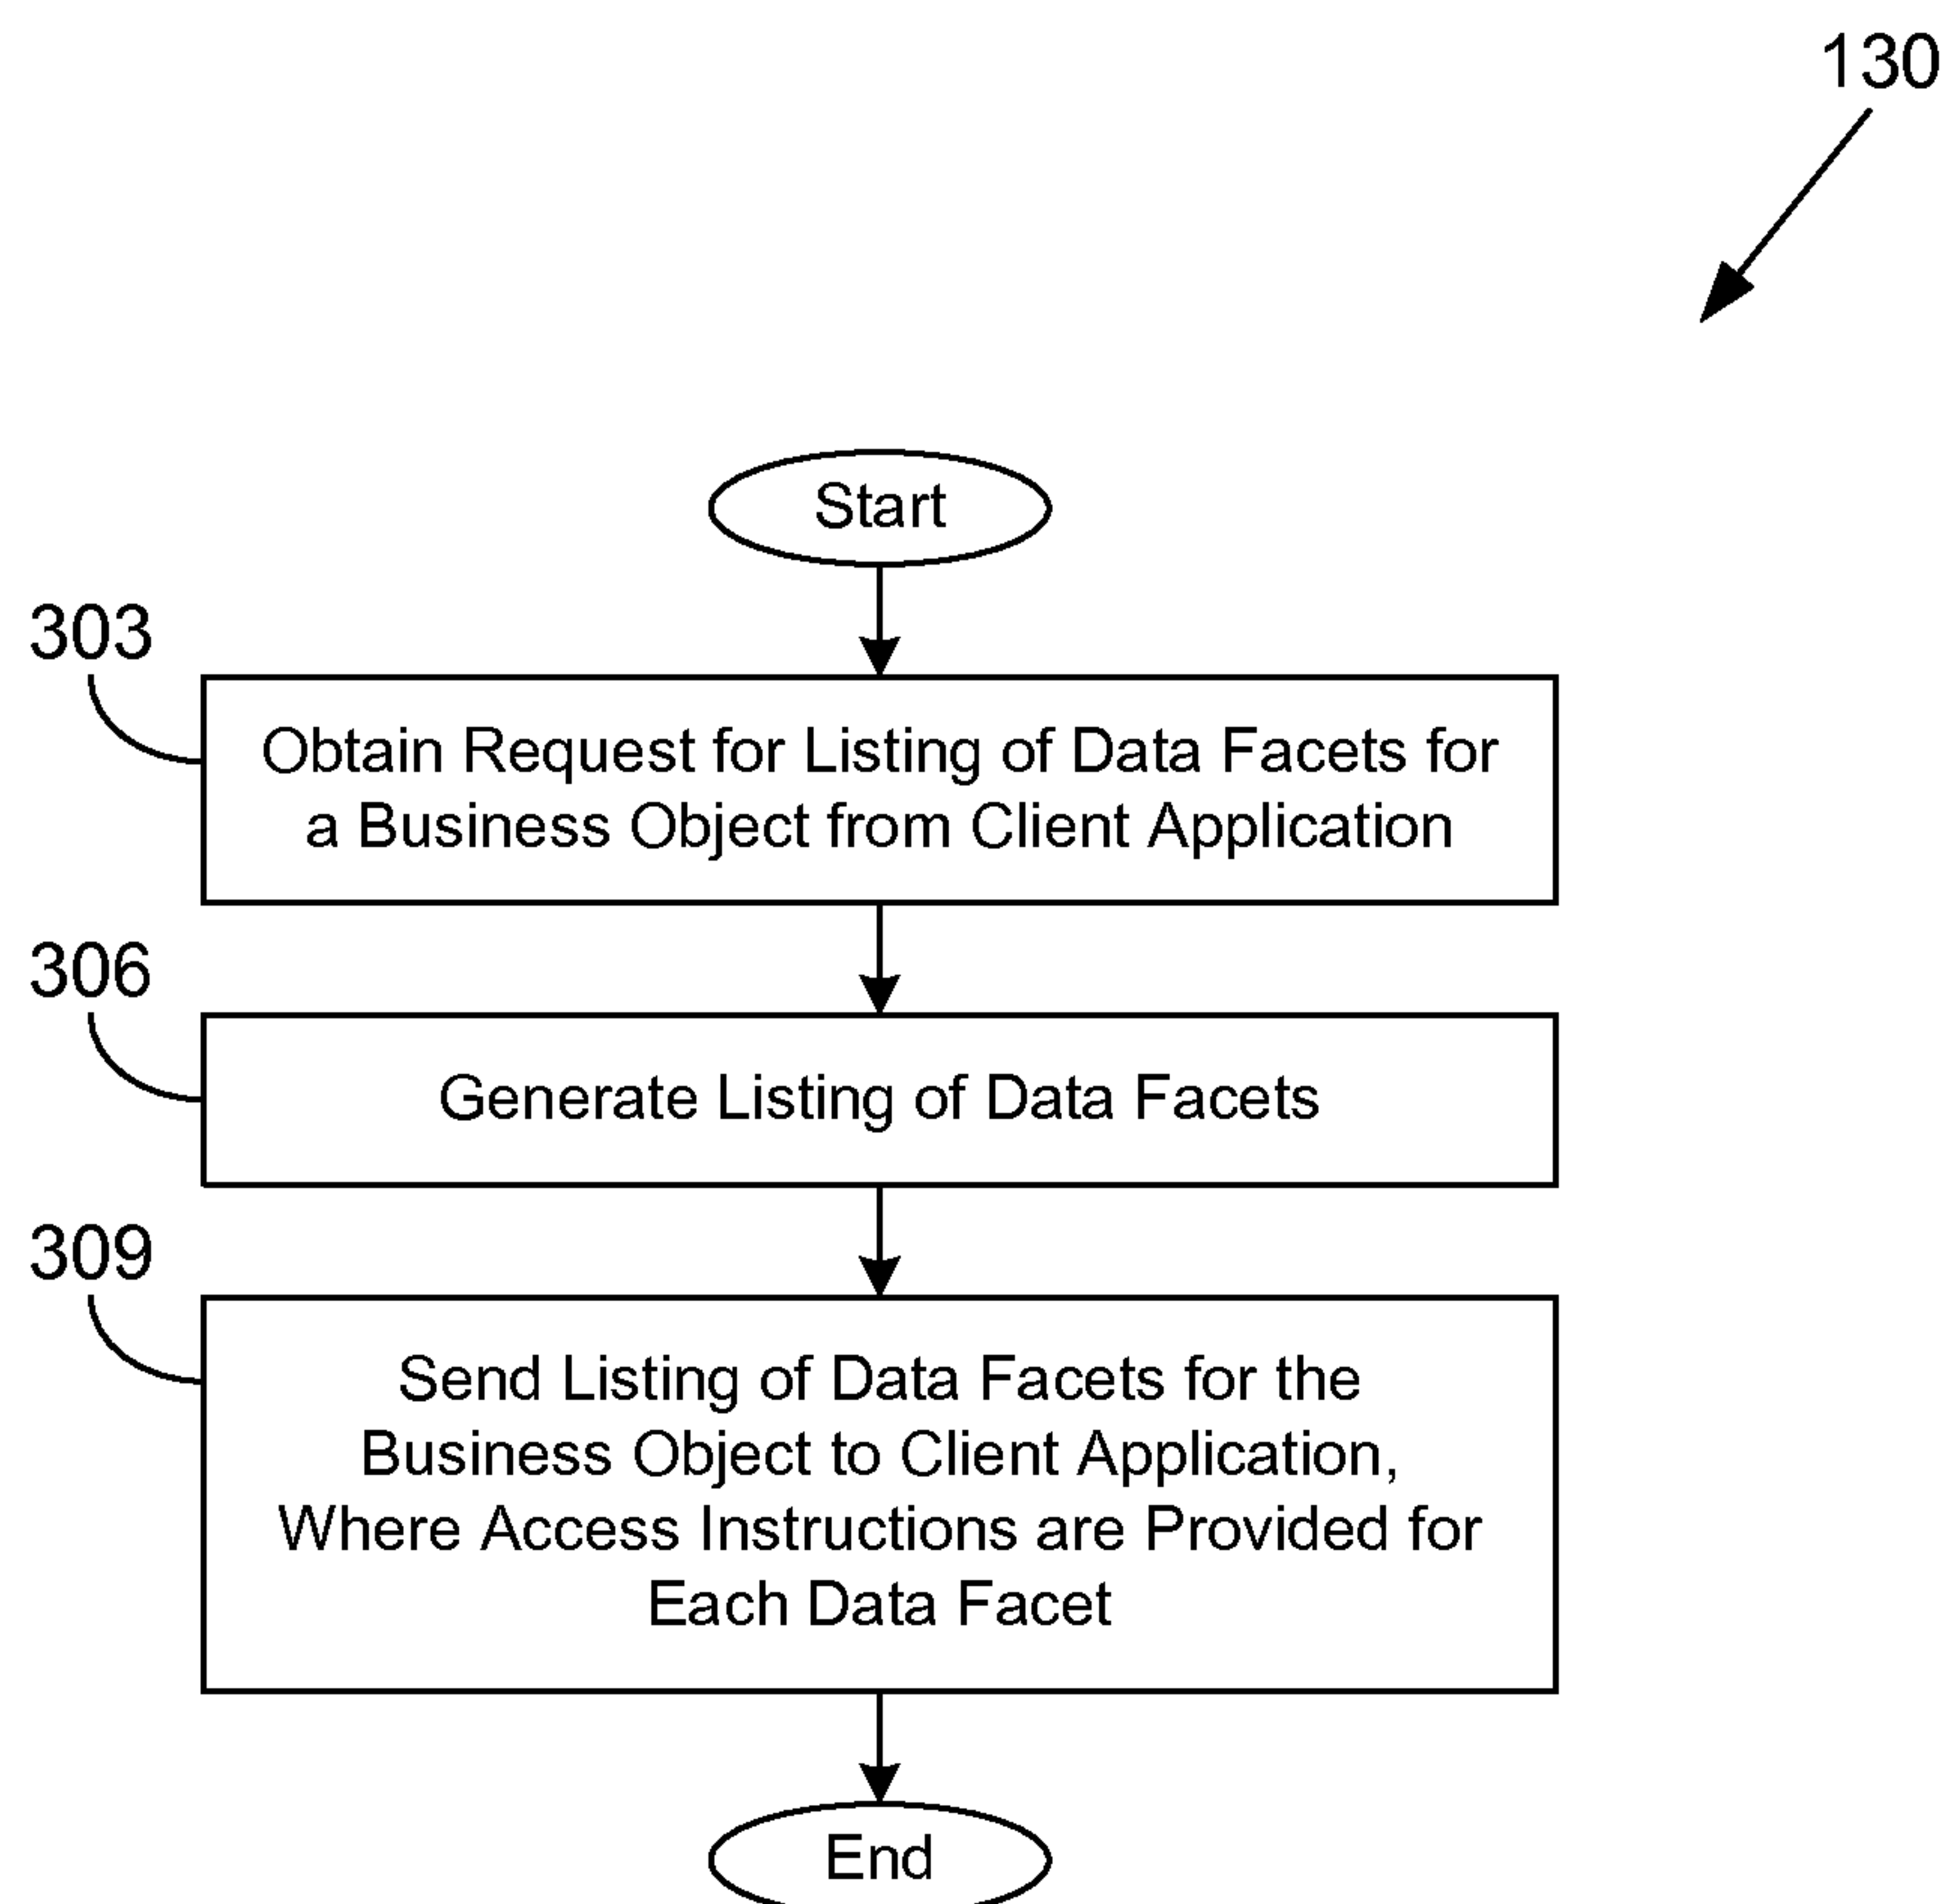 130
Start
303
Obtain Request for Listing of Data Facets for
a Business Object from Client Application
306
Generate Listing of Data Facets
309
Send Listing of Data Facets for the
Business Object to Client Application,
Where Access Instructions are Provided for
Each Data Facet
End